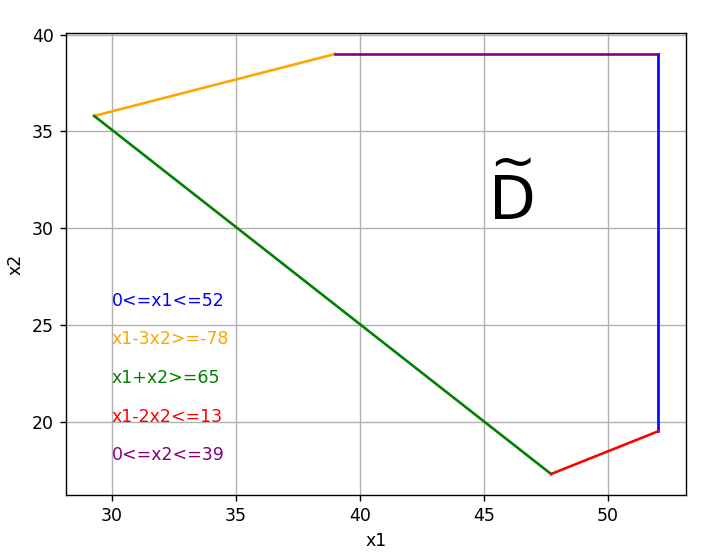 40
35
30
25
20
x2
D̃
0<=x1<=52
x1-3x2>=-78
x1+x2>=65
x1-2x2<=13
0<=x2<=39
30 35 40 45 50
x1